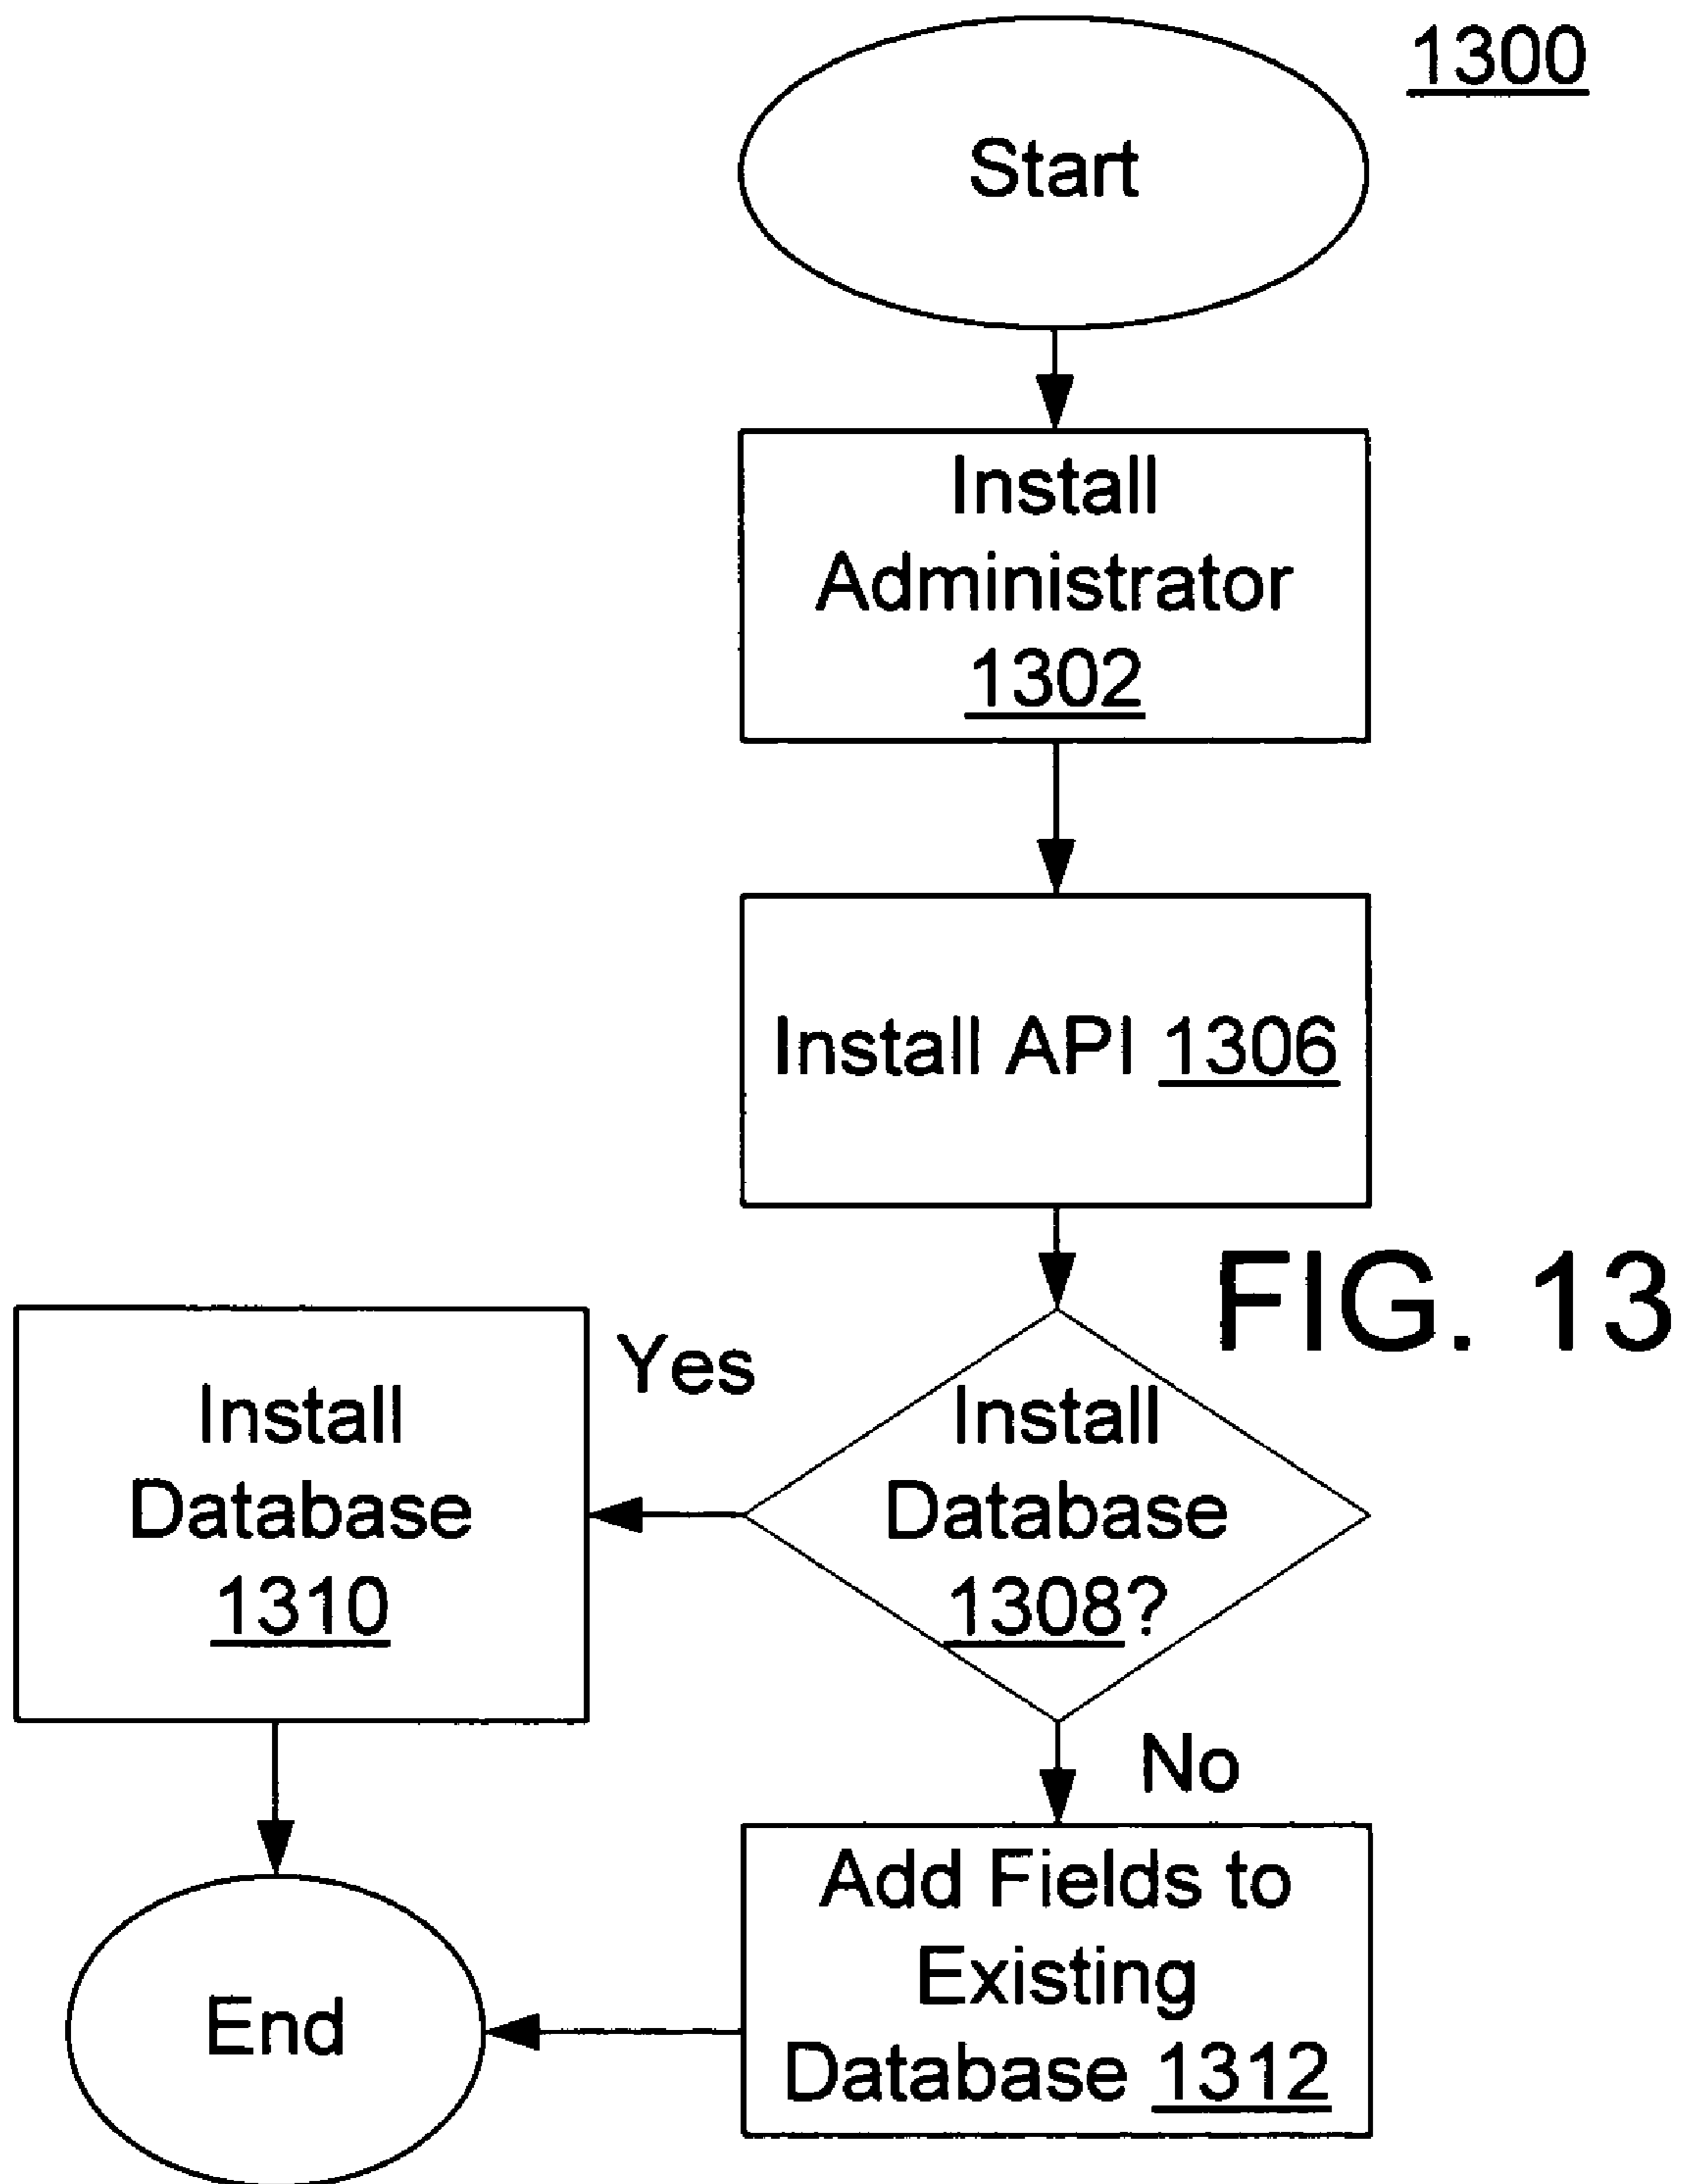 1300
Start
Install
Administrator
1302
Install API 1306
FIG. 13
Yes
Install
Database
1308?
Install
Database
1310
No
Add Fields to
Existing
Database 1312
End